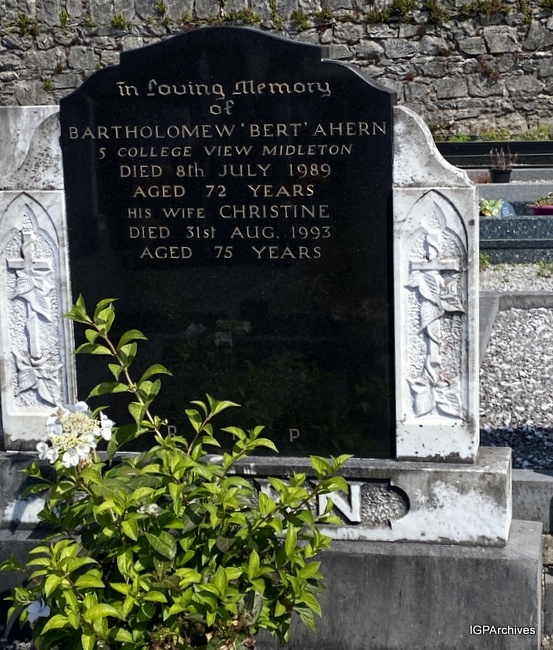 In Loving Memory
of
BARTHOLOMEW 'BERT' AHERN
5 COLLEGE VIEW MIDLETON
DIED 8th JULY 1989
AGED 72 YEARS
HIS WIFE CHRISTINE
DIED 31st AUG. 1993
AGED 75 YEARS
P
N
IGPArchives